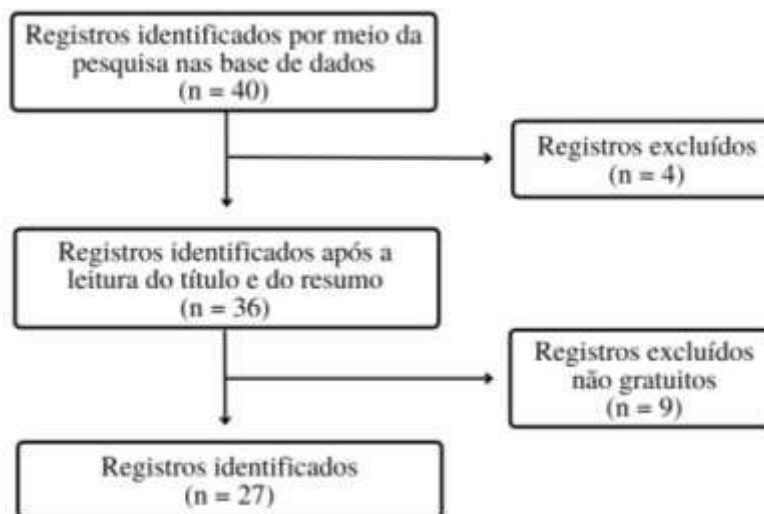 Registros identificados por meio da
pesquisa nas base de dados
(n = 40)
Registros excluídos
(n = 4)
Registros identificados após a
leitura do título e do resumo
(n = 36)
Registros excluídos
não gratuitos
(n = 9)
Registros identificados
(n = 27)